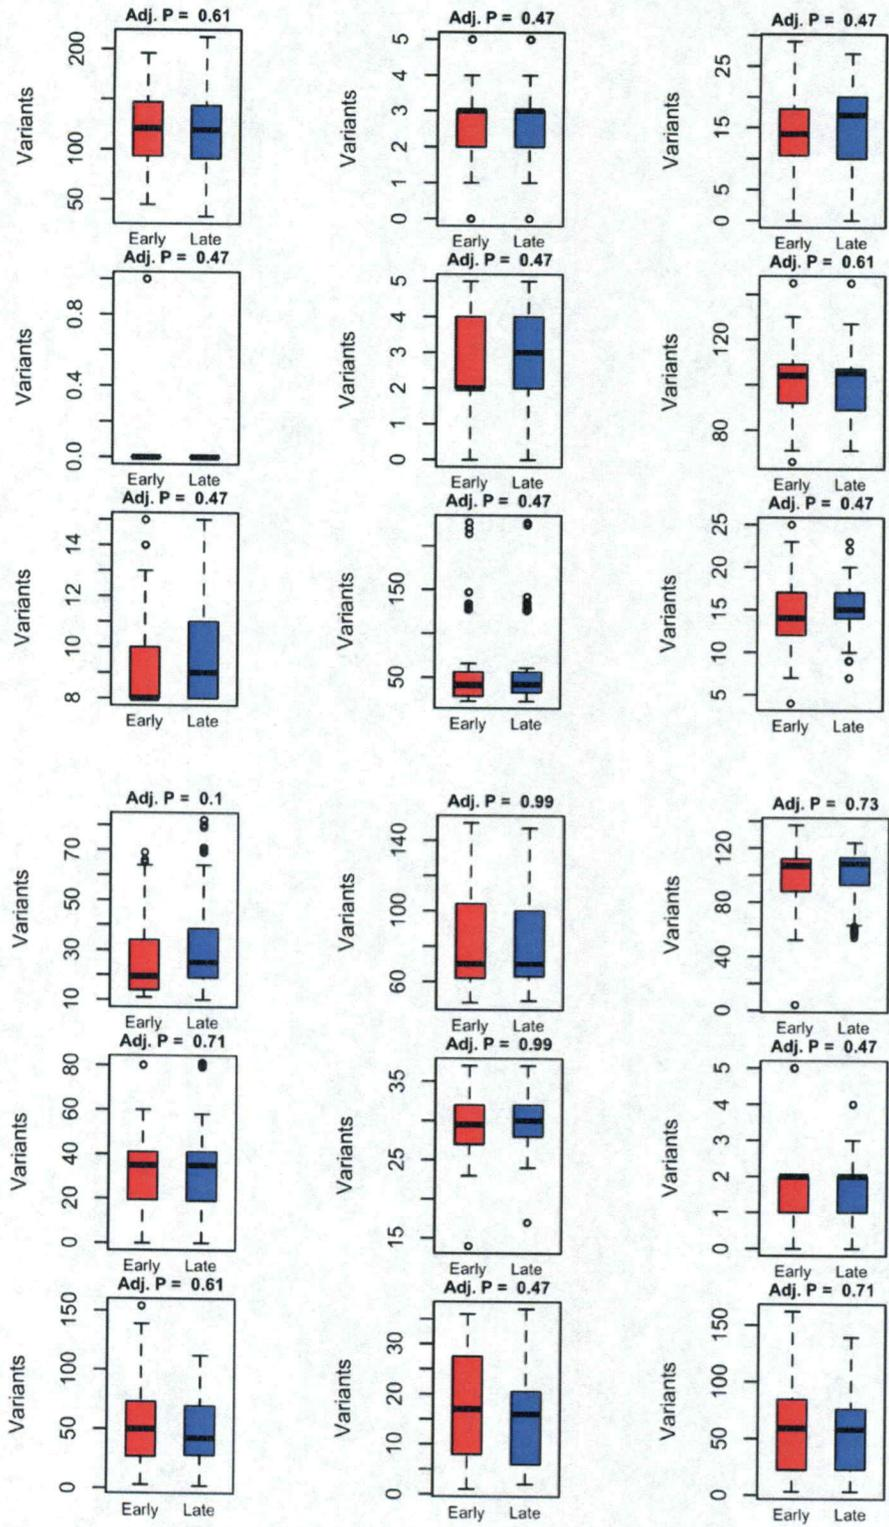 Adj. P = 0.61
Variants
200
100
50
Early Late
Adj. P = 0.47
Variants
5
4
3
2
1
0
Early Late
Adj. P = 0.47
Variants
25
15
5
0
Early Late
Adj. P = 0.47
Variants
0.8
0.4
0.0
Early Late
Adj. P = 0.47
Variants
5
4
3
2
1
0
Early Late
Adj. P = 0.61
Variants
120
80
Early Late
Adj. P = 0.47
Variants
14
12
10
8
Early Late
Adj. P = 0.47
Variants
150
50
Early Late
Adj. P = 0.47
Variants
25
20
15
10
5
Early Late
Adj. P = 0.1
Variants
70
50
30
10
Early Late
Adj. P = 0.99
Variants
140
100
60
Early Late
Adj. P = 0.73
Variants
120
80
40
0
Early Late
Adj. P = 0.71
Variants
80
60
40
20
0
Early Late
Adj. P = 0.99
Variants
35
25
15
Early Late
Adj. P = 0.47
Variants
5
4
3
2
1
0
Early Late
Adj. P = 0.61
Variants
150
100
50
0
Early Late
Adj. P = 0.47
Variants
30
20
10
0
Early Late
Adj. P = 0.71
Variants
150
100
50
0
Early Late